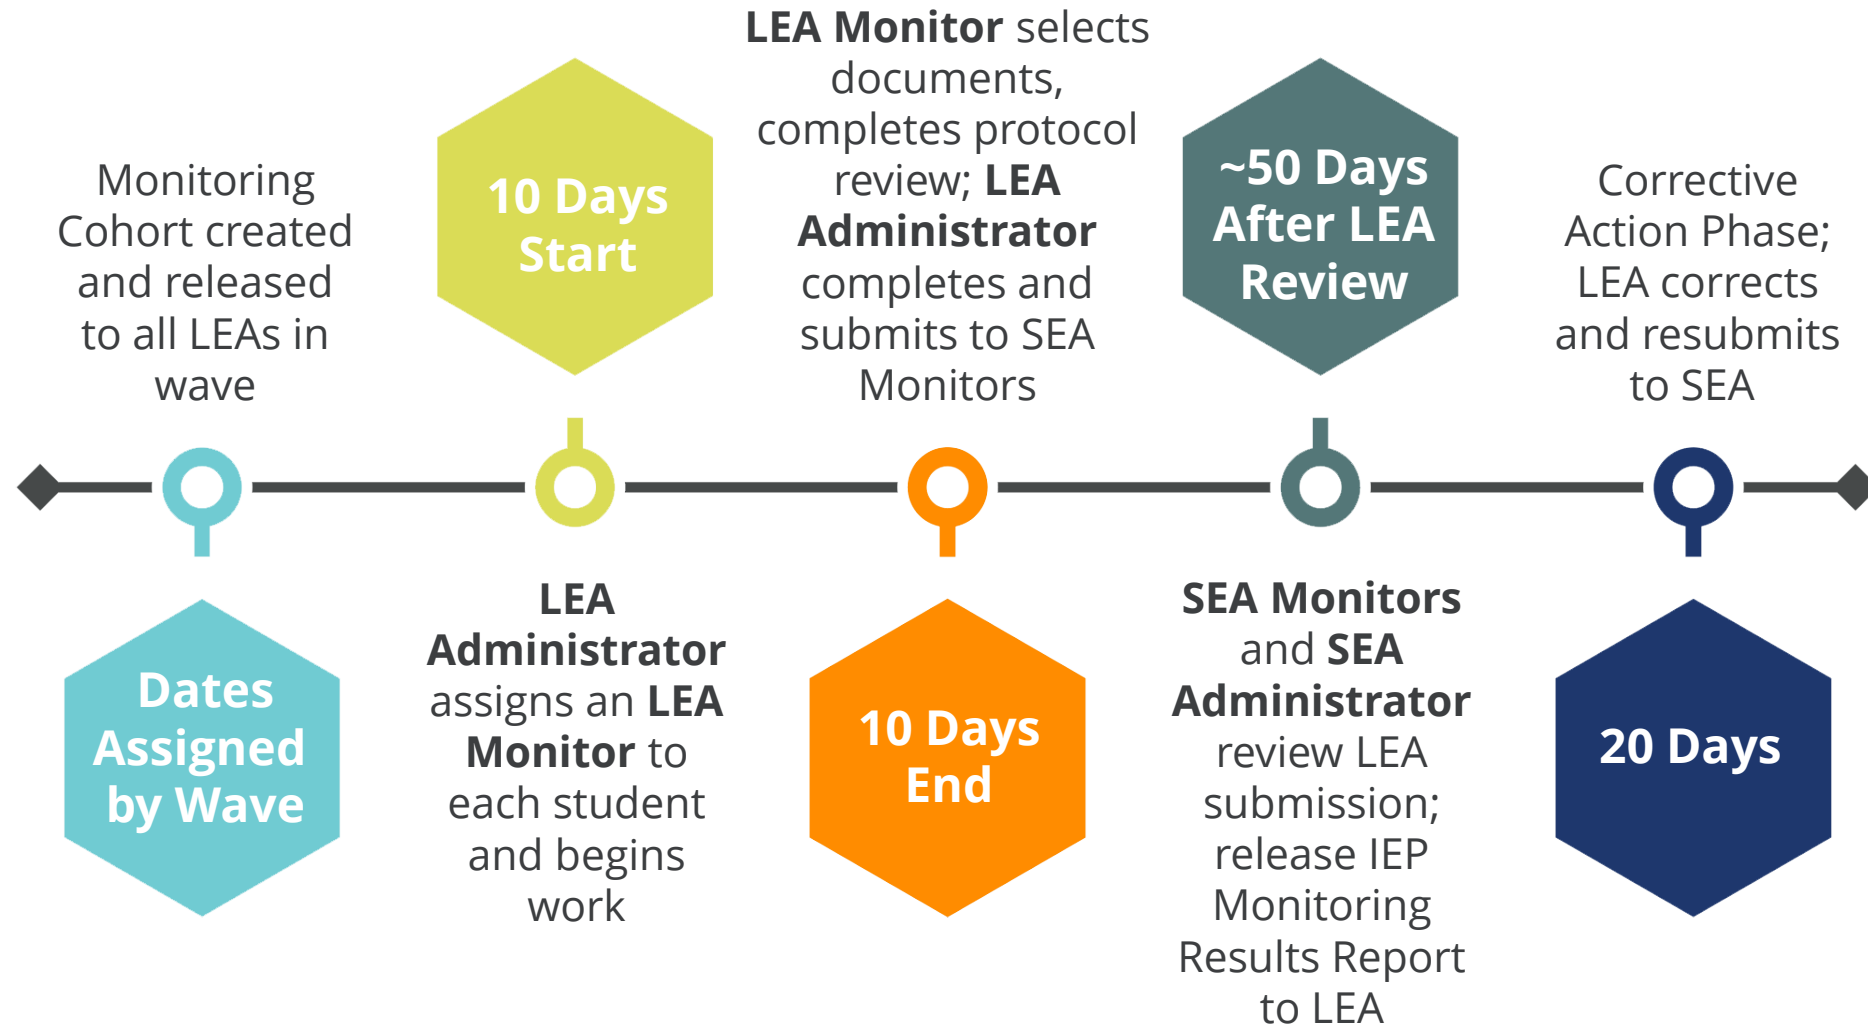 Monitoring
Cohort created
and released
to all LEAs in
wave
Dates
Assigned
by Wave
10 Days
Start
LEA
Administrator
assigns an LEA
Monitor to
each student
and begins
work
LEA Monitor selects
documents,
completes protocol
review; LEA
Administrator
completes and
submits to SEA
Monitors
10 Days
End
~50 Days
After LEA
Review
SEA Monitors
and SEA
Administrator
review LEA
submission;
release IEP
Monitoring
Results Report
to LEA
Corrective
Action Phase;
LEA corrects
and resubmits
to SEA
20 Days